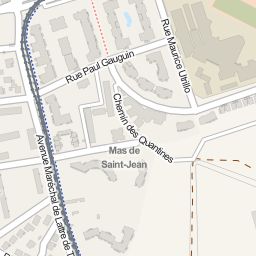 Rue Paul Gauguin
Rue Maurice Utrillo
Chemin des Quantines
Mas de
Saint-Jean
Avenue Maréchal de Lattre de